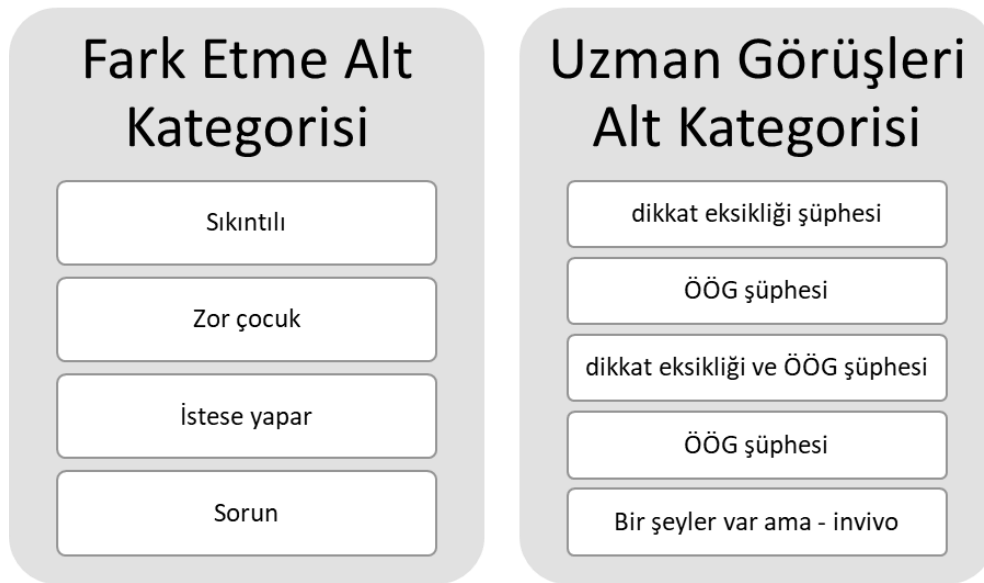 Fark Etme Alt
Kategorisi
Sıkıntılı
Zor çocuk
İstese yapar
Sorun
Uzman Görüşleri
Alt Kategorisi
dikkat eksikliği şüphesi
ÖÖG şüphesi
dikkat eksikliği ve ÖÖG şüphesi
ÖÖG şüphesi
Bir şeyler var ama - invivo